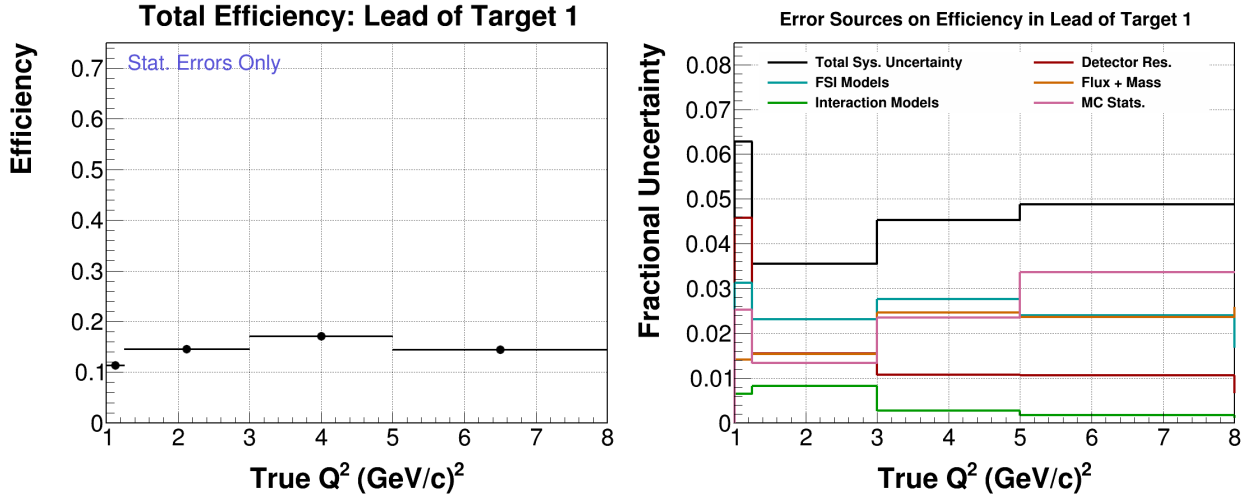 Total Efficiency: Lead of Target 1
Efficiency
Stat. Errors Only
0.7
0.6
0.5
0.4
0.3
0.2
0.1
0
1 2 3 4 5 6 7 8
True Q² (GeV/c)²
Error Sources on Efficiency in Lead of Target 1
Fractional Uncertainty
Total Sys. Uncertainty
FSI Models
Interaction Models
Detector Res.
Flux + Mass
MC Stats.
0.08
0.07
0.06
0.05
0.04
0.03
0.02
0.01
0
1 2 3 4 5 6 7 8
True Q² (GeV/c)²